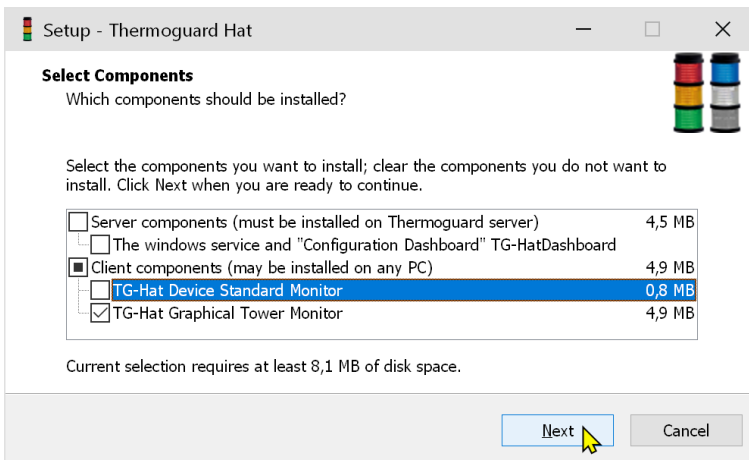 Setup - Thermoguard Hat
Select Components
Which components should be installed?
Select the components you want to install; clear the components you do not want to
install. Click Next when you are ready to continue.
Server components (must be installed on Thermoguard server) 4,5 MB
The windows service and "Configuration Dashboard" TG-HatDashboard
Client components (may be installed on any PC) 4,9 MB
TG-Hat Device Standard Monitor 0,8 MB
TG-Hat Graphical Tower Monitor 4,9 MB
Current selection requires at least 8,1 MB of disk space.
Next Cancel